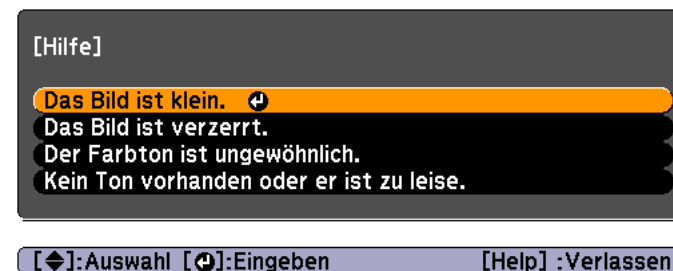 [Hilfe]
Das Bild ist klein.
Das Bild ist verzerrt.
Der Farbton ist ungewöhnlich.
Kein Ton vorhanden oder er ist zu leise.
[◆]:Auswahl [⏎]:Eingeben [Help] :Verlassen